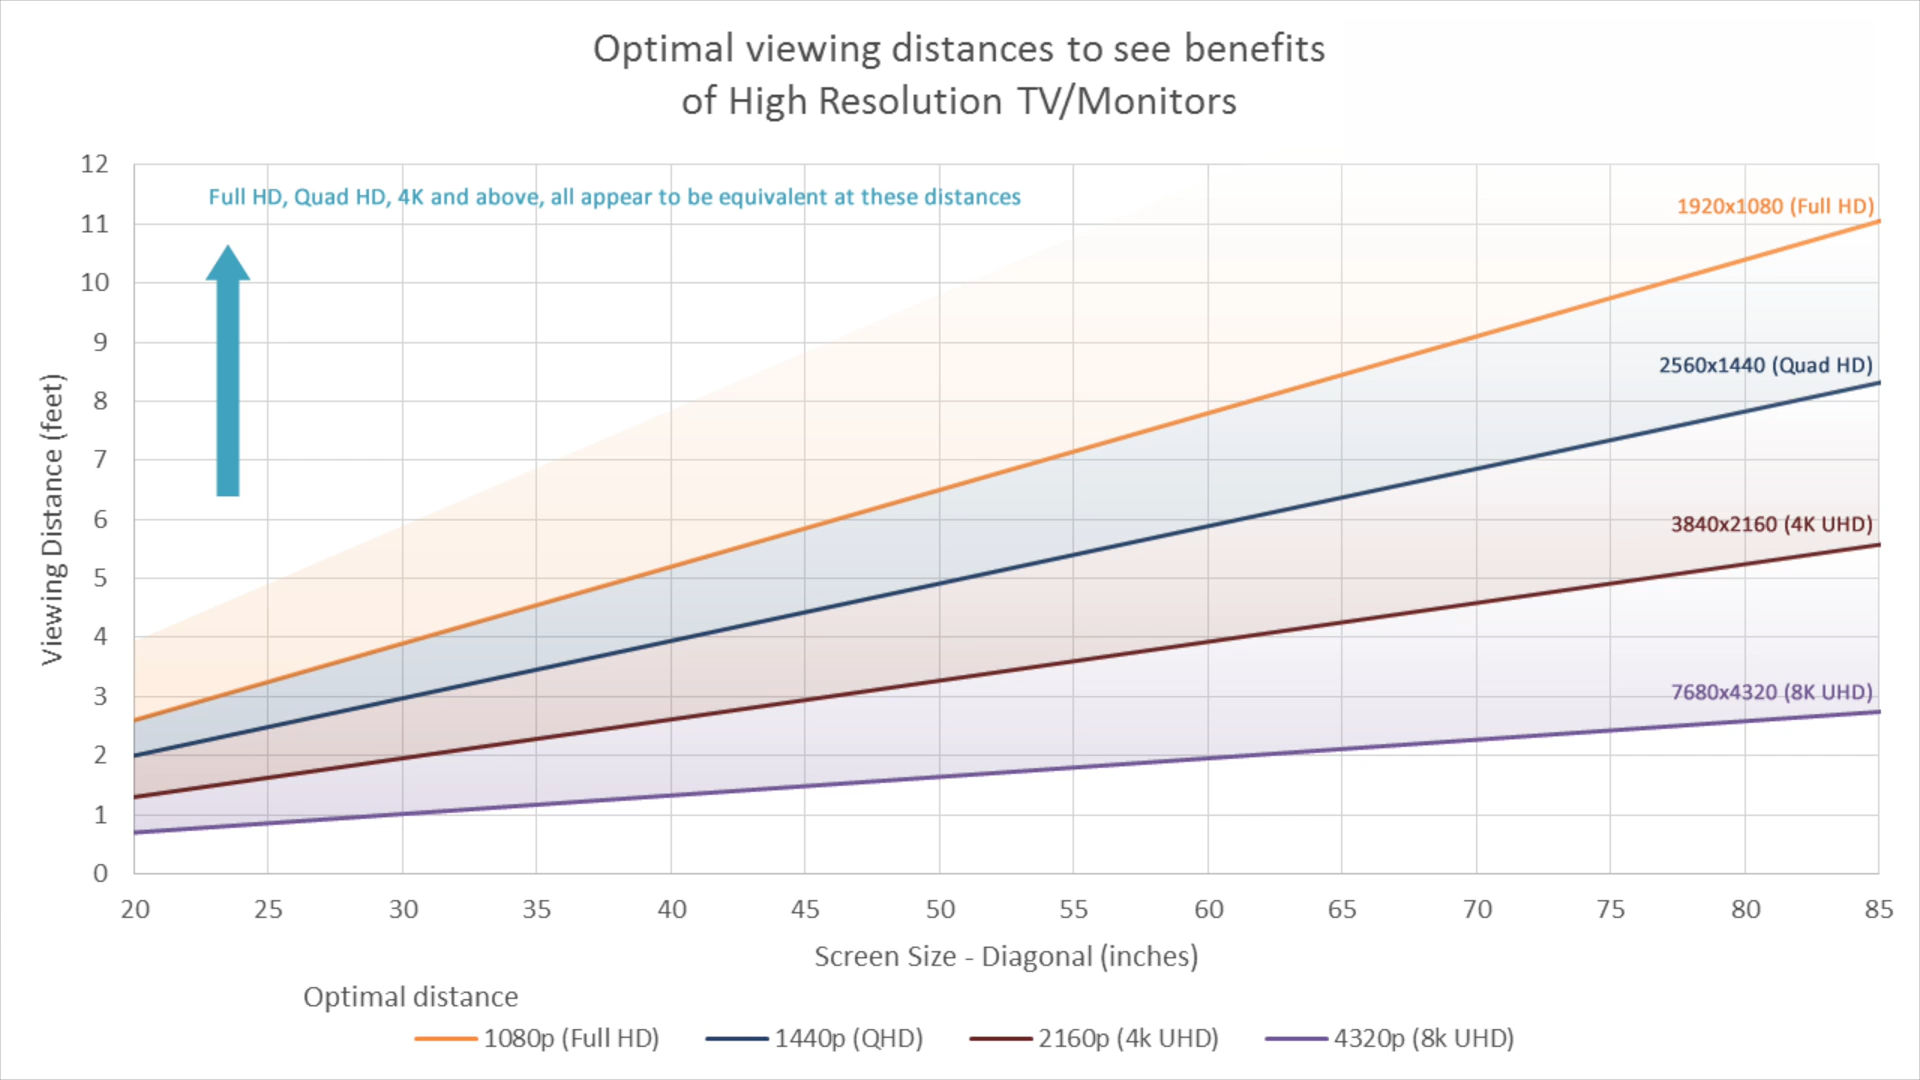 Optimal viewing distances to see benefits
of High Resolution TV/Monitors
12
11
10
9
8
7
6
5
4
3
2
1
0
Viewing Distance (feet)
Full HD, Quad HD, 4K and above, all appear to be equivalent at these distances
1920x1080 (Full HD)
2560x1440 (Quad HD)
3840x2160 (4K UHD)
7680x4320 (8K UHD)
20 25 30 35 40 45 50 55 60 65 70 75 80 85
Screen Size - Diagonal (inches)
Optimal distance
1080p (Full HD) 1440p (QHD) 2160p (4k UHD) 4320p (8k UHD)